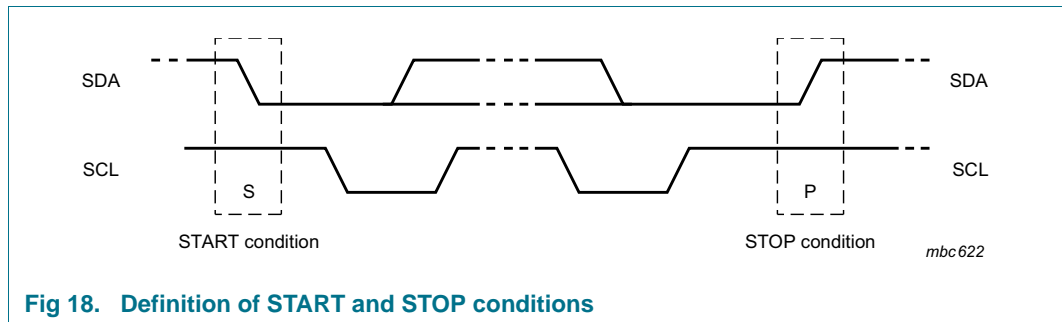 SDA
SDA
SCL
SCL
S
P
START condition
STOP condition
mbc622
Fig 18. Definition of START and STOP conditions